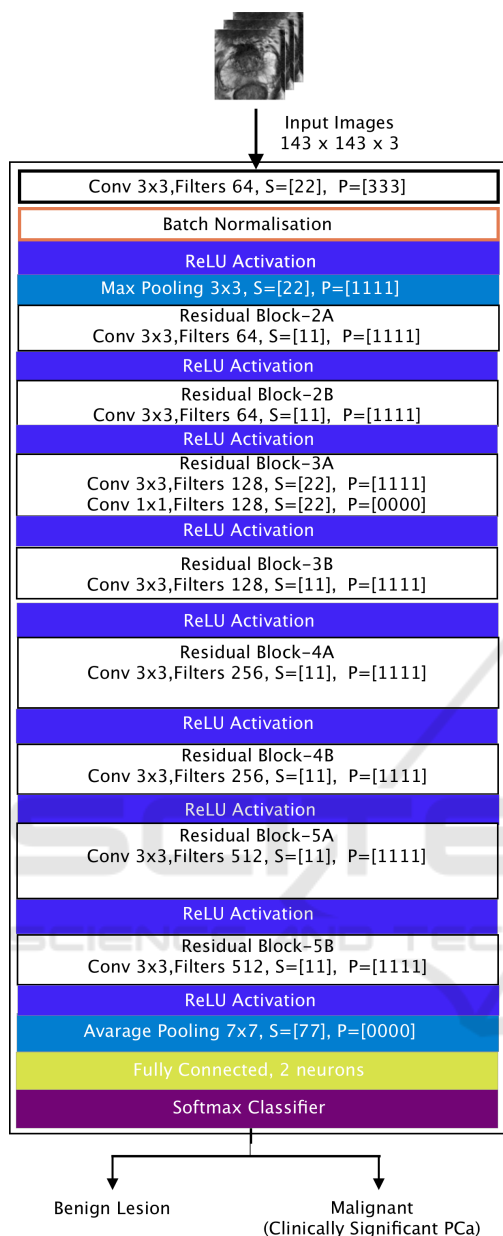 Input Images
143 x 143 x 3
Conv 3x3,Filters 64, S=[22], P=[333]
Batch Normalisation
ReLU Activation
Max Pooling 3x3, S=[22], P=[1111]
Residual Block-2A
Conv 3x3,Filters 64, S=[11], P=[1111]
ReLU Activation
Residual Block-2B
Conv 3x3,Filters 64, S=[11], P=[1111]
ReLU Activation
Residual Block-3A
Conv 3x3,Filters 128, S=[22], P=[1111]
Conv 1x1,Filters 128, S=[22], P=[0000]
ReLU Activation
Residual Block-3B
Conv 3x3,Filters 128, S=[11], P=[1111]
ReLU Activation
Residual Block-4A
Conv 3x3,Filters 256, S=[11], P=[1111]
ReLU Activation
Residual Block-4B
Conv 3x3,Filters 256, S=[11], P=[1111]
ReLU Activation
Residual Block-5A
Conv 3x3,Filters 512, S=[11], P=[1111]
ReLU Activation
SCIENCE AND TEC
Residual Block-5B
Conv 3x3,Filters 512, S=[11], P=[1111]
ReLU Activation
Avarage Pooling 7x7, S=[77], P=[0000]
Fully Connected, 2 neurons
Softmax Classifier
Benign Lesion
Malignant
(Clinically Significant PCa)